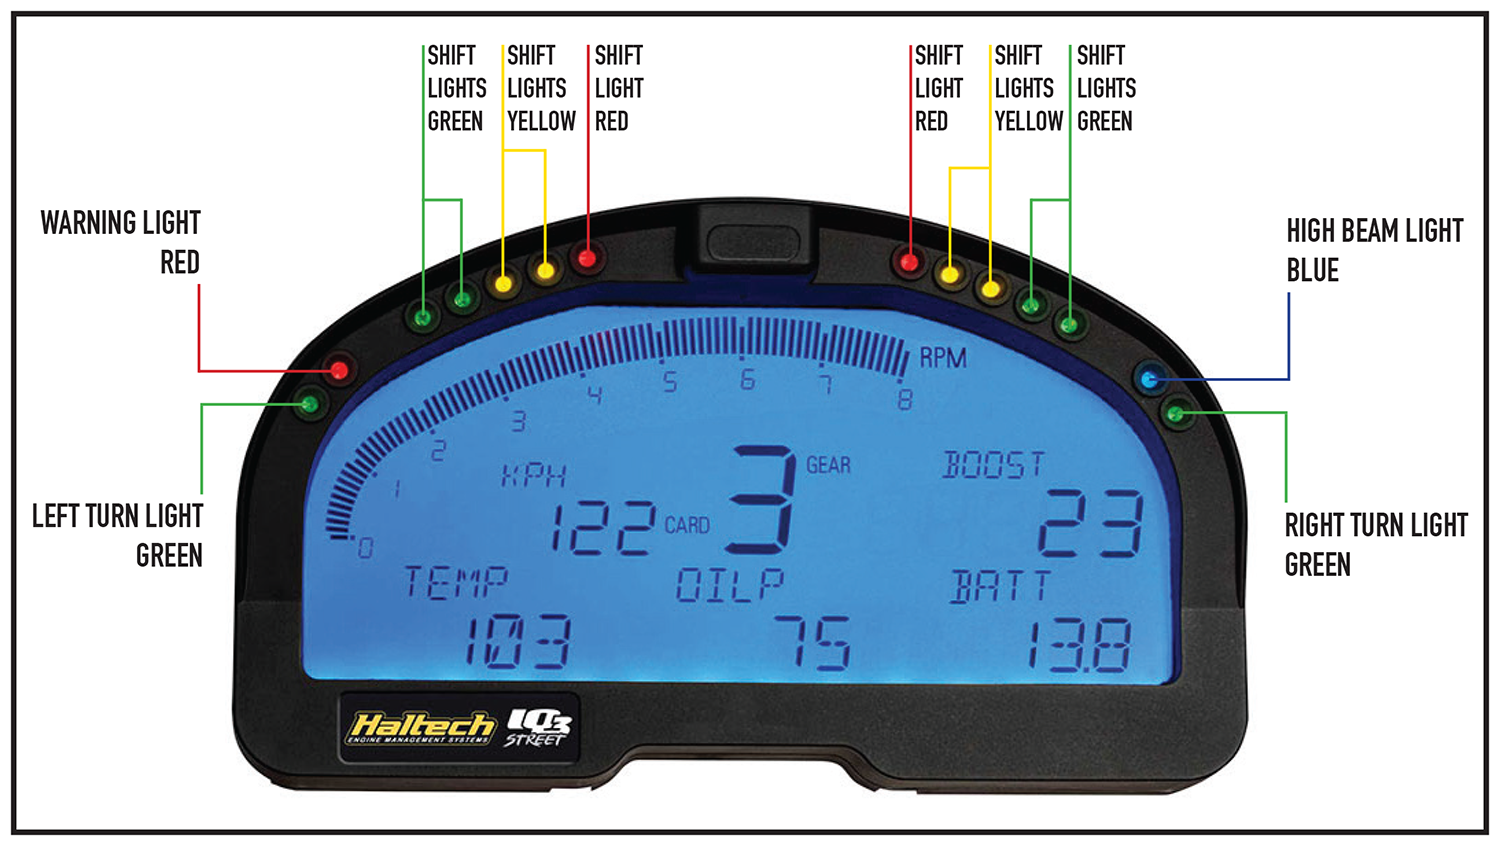 SHIFT
LIGHTS
GREEN
SHIFT
LIGHTS
YELLOW
SHIFT
LIGHT
RED
SHIFT
LIGHT
RED
SHIFT
LIGHTS
YELLOW
SHIFT
LIGHTS
GREEN
WARNING LIGHT
RED
HIGH BEAM LIGHT
BLUE
LEFT TURN LIGHT
GREEN
RIGHT TURN LIGHT
GREEN
0 1 2 3 4 5 6 7 8 RPM
KPH
122
CARD
3 GEAR
BOOST
23
TEMP
103
OILP
75
BATT
13.8
Haltech
ENGINE MANAGEMENT SYSTEMS
IQ3
STREET